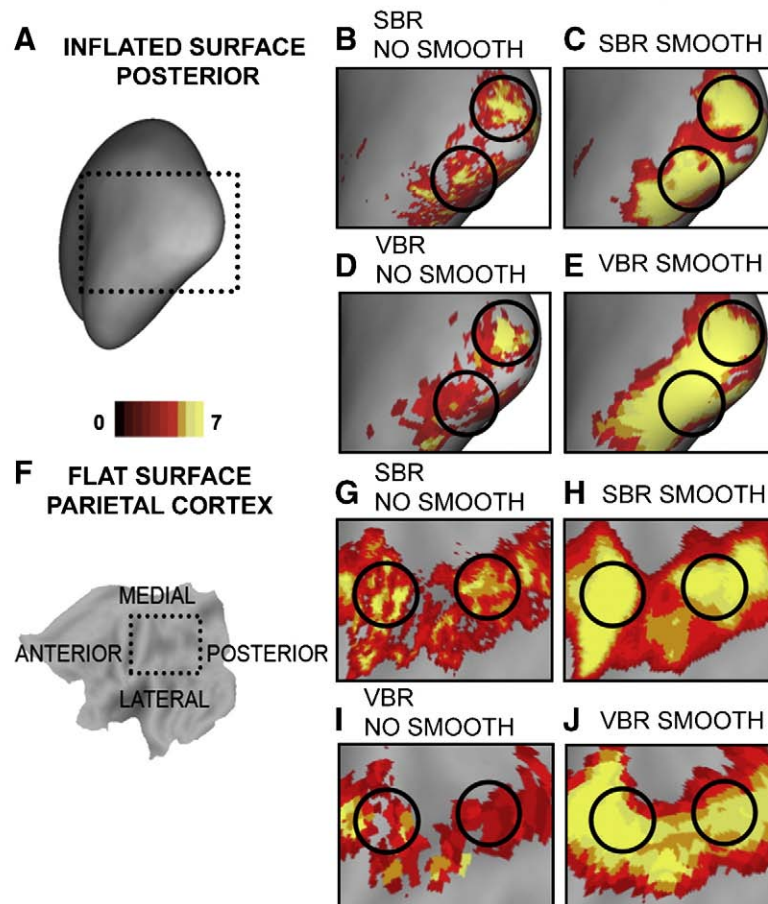 A
INFLATED SURFACE
POSTERIOR
B SBR
NO SMOOTH
C SBR SMOOTH
D VBR
NO SMOOTH
E VBR SMOOTH
0 7
F FLAT SURFACE
PARIETAL CORTEX
MEDIAL
ANTERIOR POSTERIOR
LATERAL
G SBR
NO SMOOTH
H SBR SMOOTH
I VBR
NO SMOOTH
J VBR SMOOTH